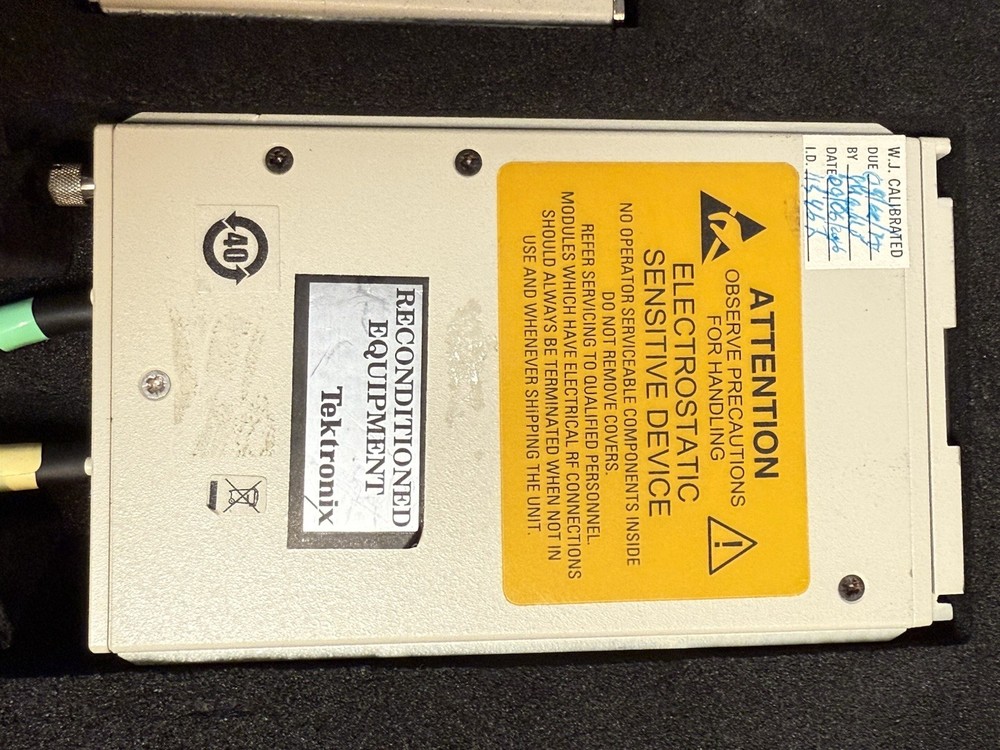 W.J. CALIBRATED
DUE
BY
DATE
I.D.
ATTENTION
OBSERVE PRECAUTIONS
FOR HANDLING
ELECTROSTATIC
SENSITIVE DEVICE
NO OPERATOR SERVICEABLE COMPONENTS INSIDE
DO NOT REMOVE COVERS.
REFER SERVICING TO QUALIFIED PERSONNEL.
MODULES WHICH HAVE ELECTRICAL RF CONNECTIONS
SHOULD ALWAYS BE TERMINATED WHEN NOT IN
USE AND WHENEVER SHIPPING THE UNIT.
RECONDITIONED
EQUIPMENT
Tektronix
40